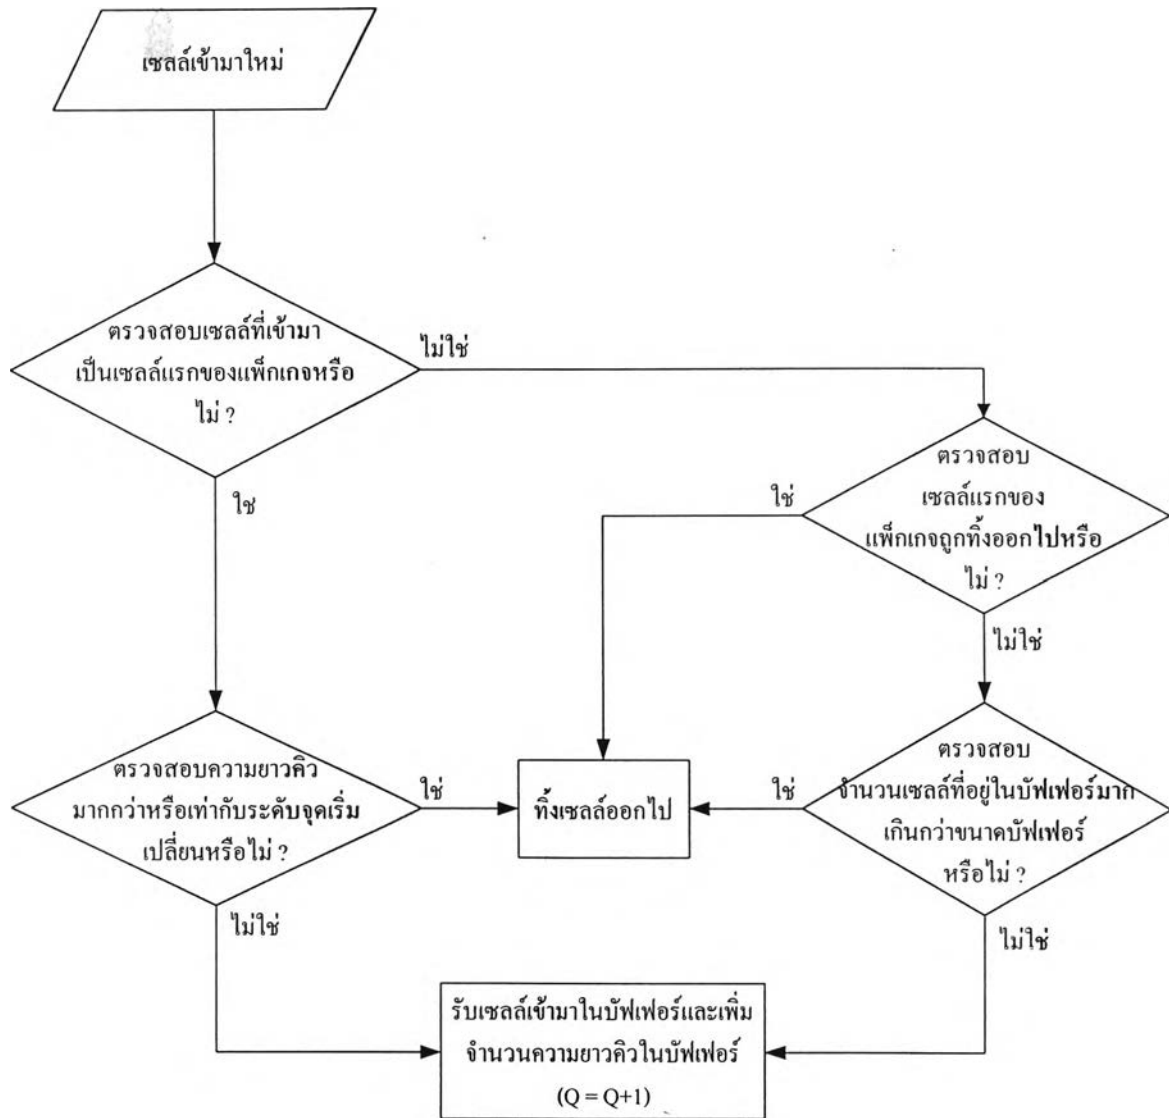 เซลล์เข้ามาใหม่
ตรวจสอบเซลล์ที่เข้ามา
เป็นเซลล์แรกของแพ็กเกจหรือ
ไม่ ?
ไม่ใช่
ใช่
ตรวจสอบ
เซลล์แรกของ
แพ็กเกจถูกทิ้งออกไปหรือ
ไม่ ?
ใช่
ไม่ใช่
ตรวจสอบความยาวคิว
มากกว่าหรือเท่ากับระดับจุดเริ่ม
เปลี่ยนหรือไม่ ?
ใช่
ไม่ใช่
ทิ้งเซลล์ออกไป
ตรวจสอบ
จำนวนเซลล์ที่อยู่ในบัฟเฟอร์มาก
เกินกว่าขนาดบัฟเฟอร์
หรือไม่ ?
ใช่
ไม่ใช่
รับเซลล์เข้ามาในบัฟเฟอร์และเพิ่ม
จำนวนความยาวคิวในบัฟเฟอร์
(Q = Q+1)